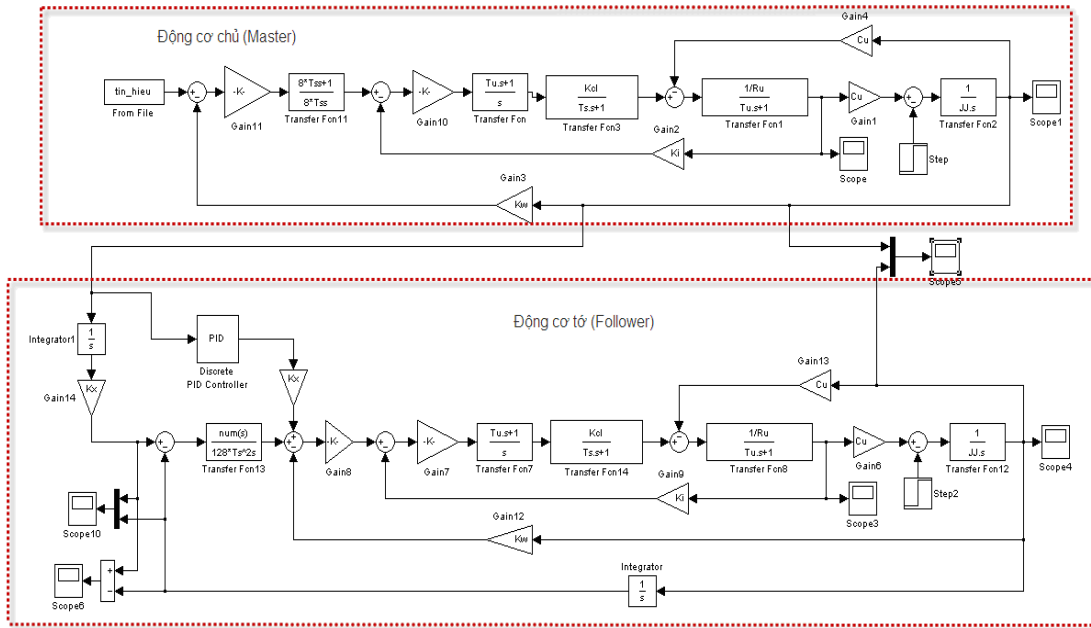 Động cơ chủ (Master)
Gain4
Cu
tin_hieu
From File
-K-
Gain11
8*Tss+1
8*Tss
Transfer Fcn11
-K-
Gain10
Tu.s+1
s
Transfer Fcn
Kcl
Ts.s+1
Transfer Fcn3
1/Ru
Tu.s+1
Transfer Fcn1
Cu
Gain1
1
JJ.s
Transfer Fcn2
Scope1
Gain2
Ki
Scope
Step
Gain3
Kw
Scope5
Động cơ tớ (Follower)
Integrator1
1
s
PID
Discrete
PID Controller
Gain14
Kx
Kx
Gain13
Cu
num(s)
128*Ts^2s
Transfer Fcn13
-K-
Gain8
-K-
Gain7
Tu.s+1
s
Transfer Fcn7
Kcl
Ts.s+1
Transfer Fcn14
1/Ru
Tu.s+1
Transfer Fcn8
Cu
Gain6
1
JJ.s
Transfer Fcn12
Scope4
Gain9
Ki
Scope3
Step2
Scope10
Gain12
Kw
Scope6
Integrator
1
s